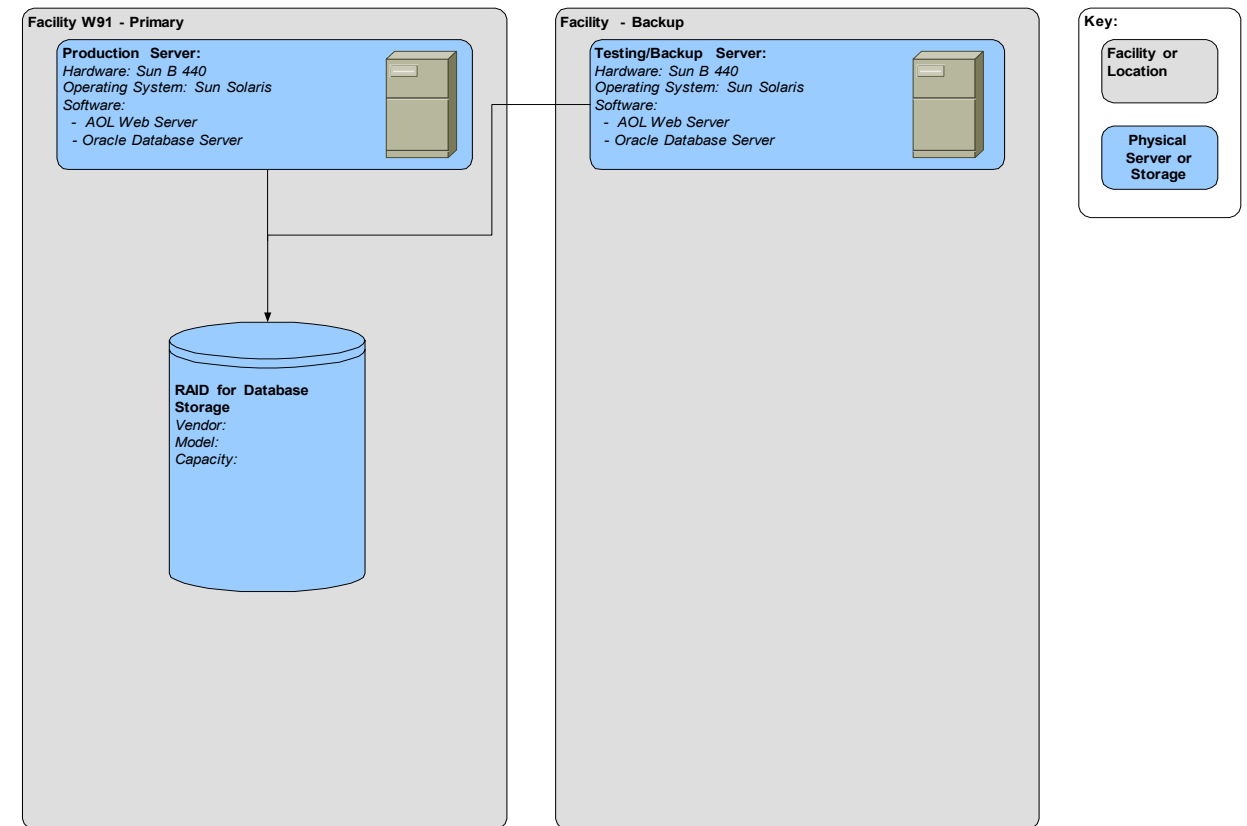 Facility W91 - Primary
Production Server:
Hardware: Sun B 440
Operating System: Sun Solaris
Software:
- AOL Web Server
- Oracle Database Server
RAID for Database
Storage
Vendor:
Model:
Capacity:
Facility - Backup
Testing/Backup Server:
Hardware: Sun B 440
Operating System: Sun Solaris
Software:
- AOL Web Server
- Oracle Database Server
Key:
Facility or
Location
Physical
Server or
Storage